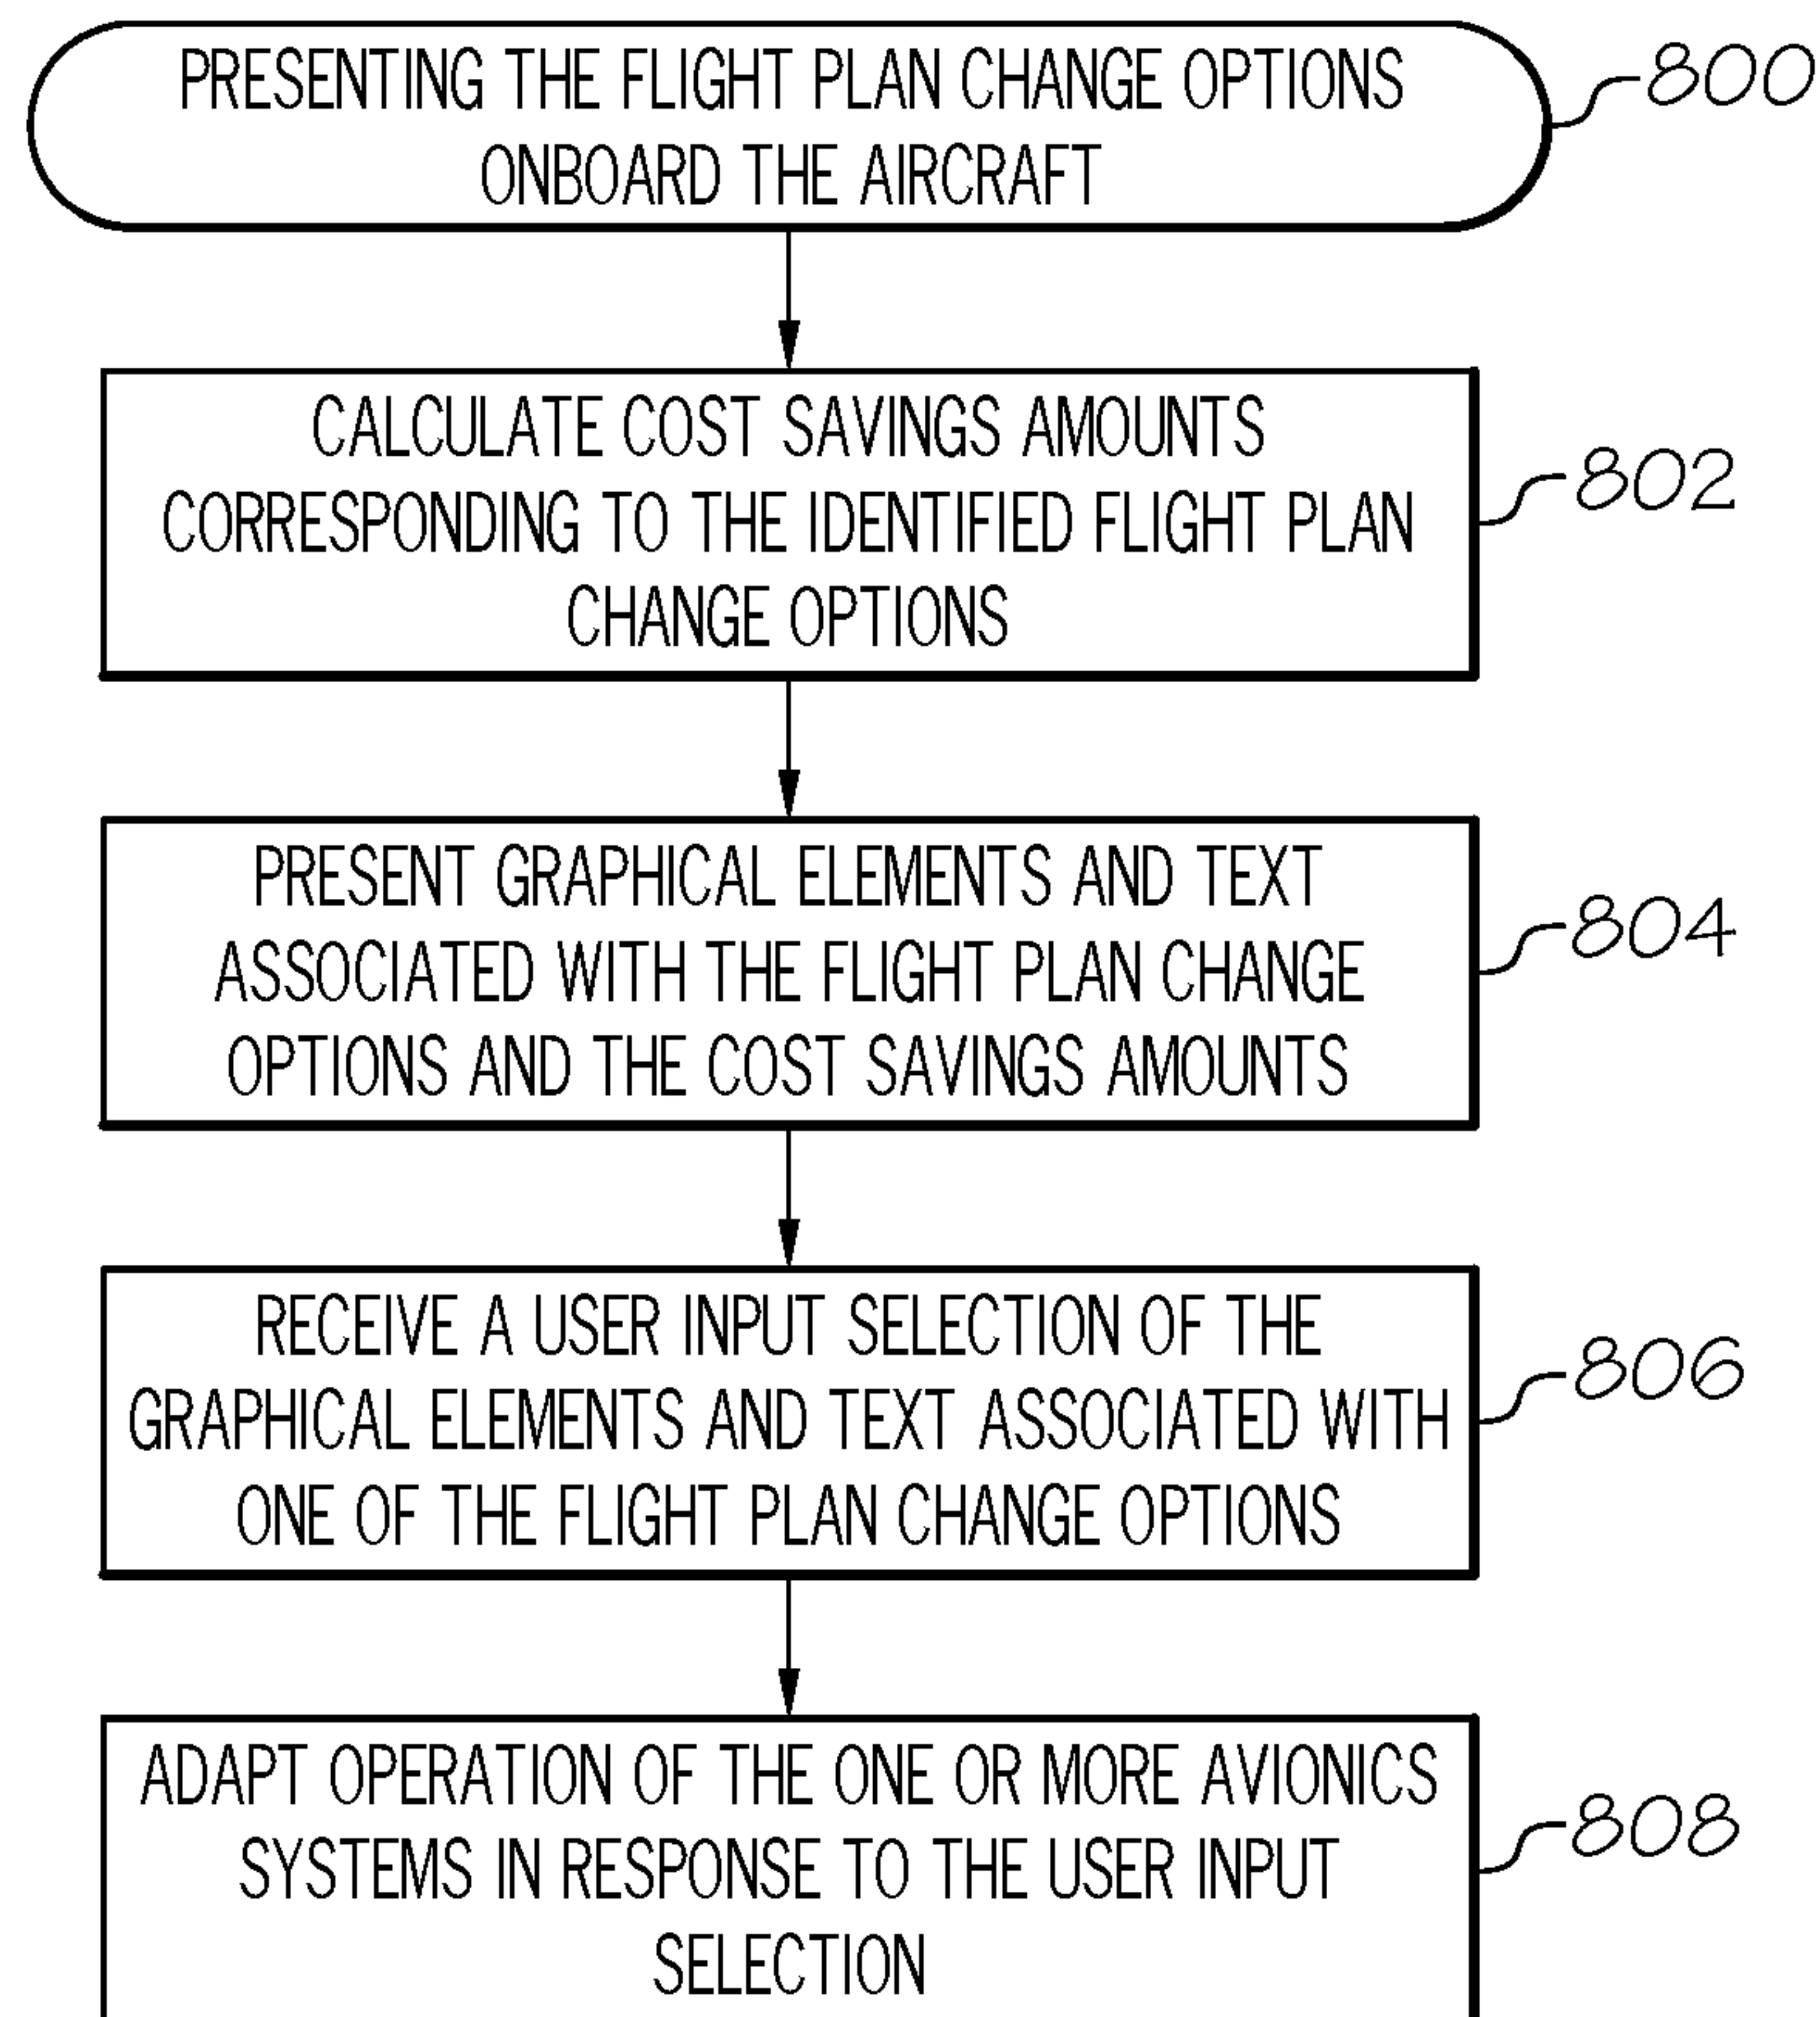 PRESENTING THE FLIGHT PLAN CHANGE OPTIONS
ONBOARD THE AIRCRAFT
800
CALCULATE COST SAVINGS AMOUNTS
CORRESPONDING TO THE IDENTIFIED FLIGHT PLAN
CHANGE OPTIONS
802
PRESENT GRAPHICAL ELEMENTS AND TEXT
ASSOCIATED WITH THE FLIGHT PLAN CHANGE
OPTIONS AND THE COST SAVINGS AMOUNTS
804
RECEIVE A USER INPUT SELECTION OF THE
GRAPHICAL ELEMENTS AND TEXT ASSOCIATED WITH
ONE OF THE FLIGHT PLAN CHANGE OPTIONS
806
ADAPT OPERATION OF THE ONE OR MORE AVIONICS
SYSTEMS IN RESPONSE TO THE USER INPUT
SELECTION
808